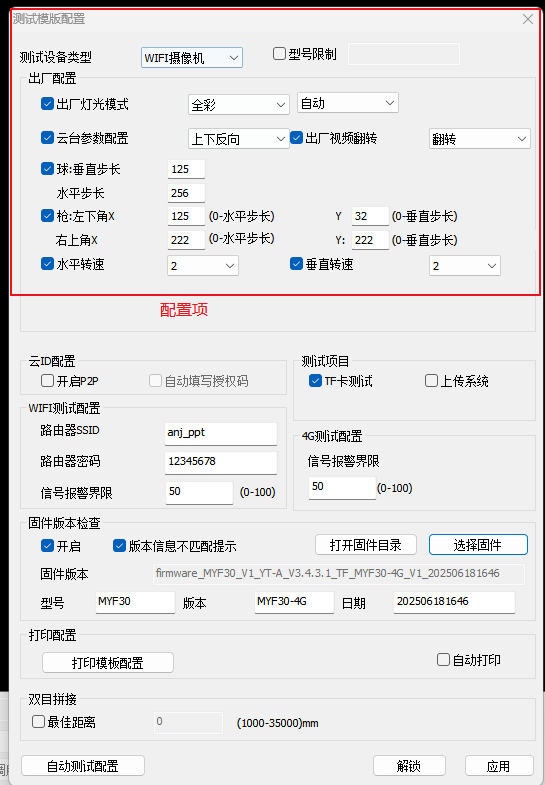 测试模版配置
测试设备类型 WIFI摄像机 型号限制
出厂配置
出厂灯光模式 全彩 自动
云台参数配置 上下反向 出厂视频翻转 翻转
球:垂直步长 125
水平步长 256
枪:左下角X 125 (0-水平步长) Y 32 (0-垂直步长)
右上角X 222 (0-水平步长) Y: 222 (0-垂直步长)
水平转速 2 垂直转速 2
配置项
云ID配置 测试项目
开启P2P 自动填写授权码 TF卡测试 上传系统
WIFI测试配置
路由器SSID anj_ppt
4G测试配置
路由器密码 12345678 信号报警界限
信号报警界限 50 (0-100) 50 (0-100)
固件版本检查
开启 版本信息不匹配提示 打开固件目录 选择固件
固件版本 firmware_MYF30_V1_YT-A_V3.4.3.1_TF_MYF30-4G_V1_202506181646
型号 MYF30 版本 MYF30-4G 日期 202506181646
打印配置
打印模板配置 自动打印
双目拼接
最佳距离 0 (1000-35000)mm
自动测试配置 解锁 应用